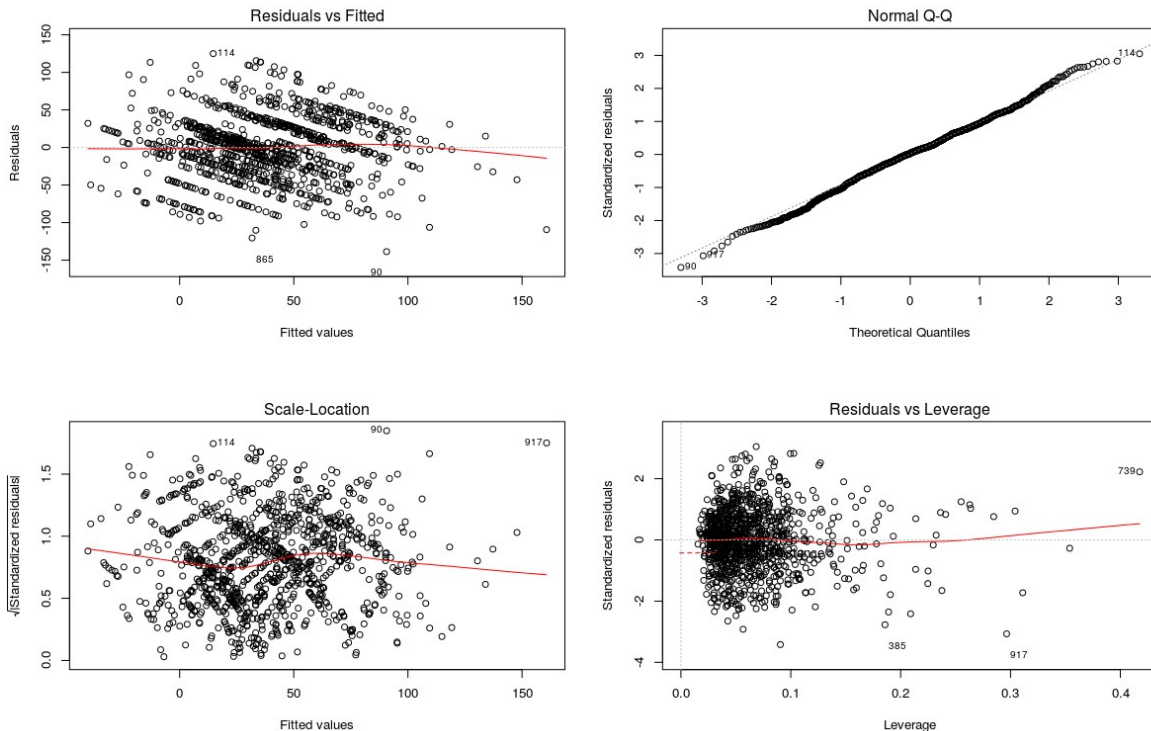 Residuals vs Fitted
Residuals
150
100
50
0
-50
-100
-150
114
865
90
0 50 100 150
Fitted values
Normal Q-Q
Standardized residuals
3
2
1
0
-1
-2
-3
114
917
90
-3 -2 -1 0 1 2 3
Theoretical Quantiles
Scale-Location
√|Standardized residuals|
1.5
1.0
0.5
0.0
114
90
917
0 50 100 150
Fitted values
Residuals vs Leverage
Standardized residuals
2
0
-2
-4
739
385
917
0.0 0.1 0.2 0.3 0.4
Leverage